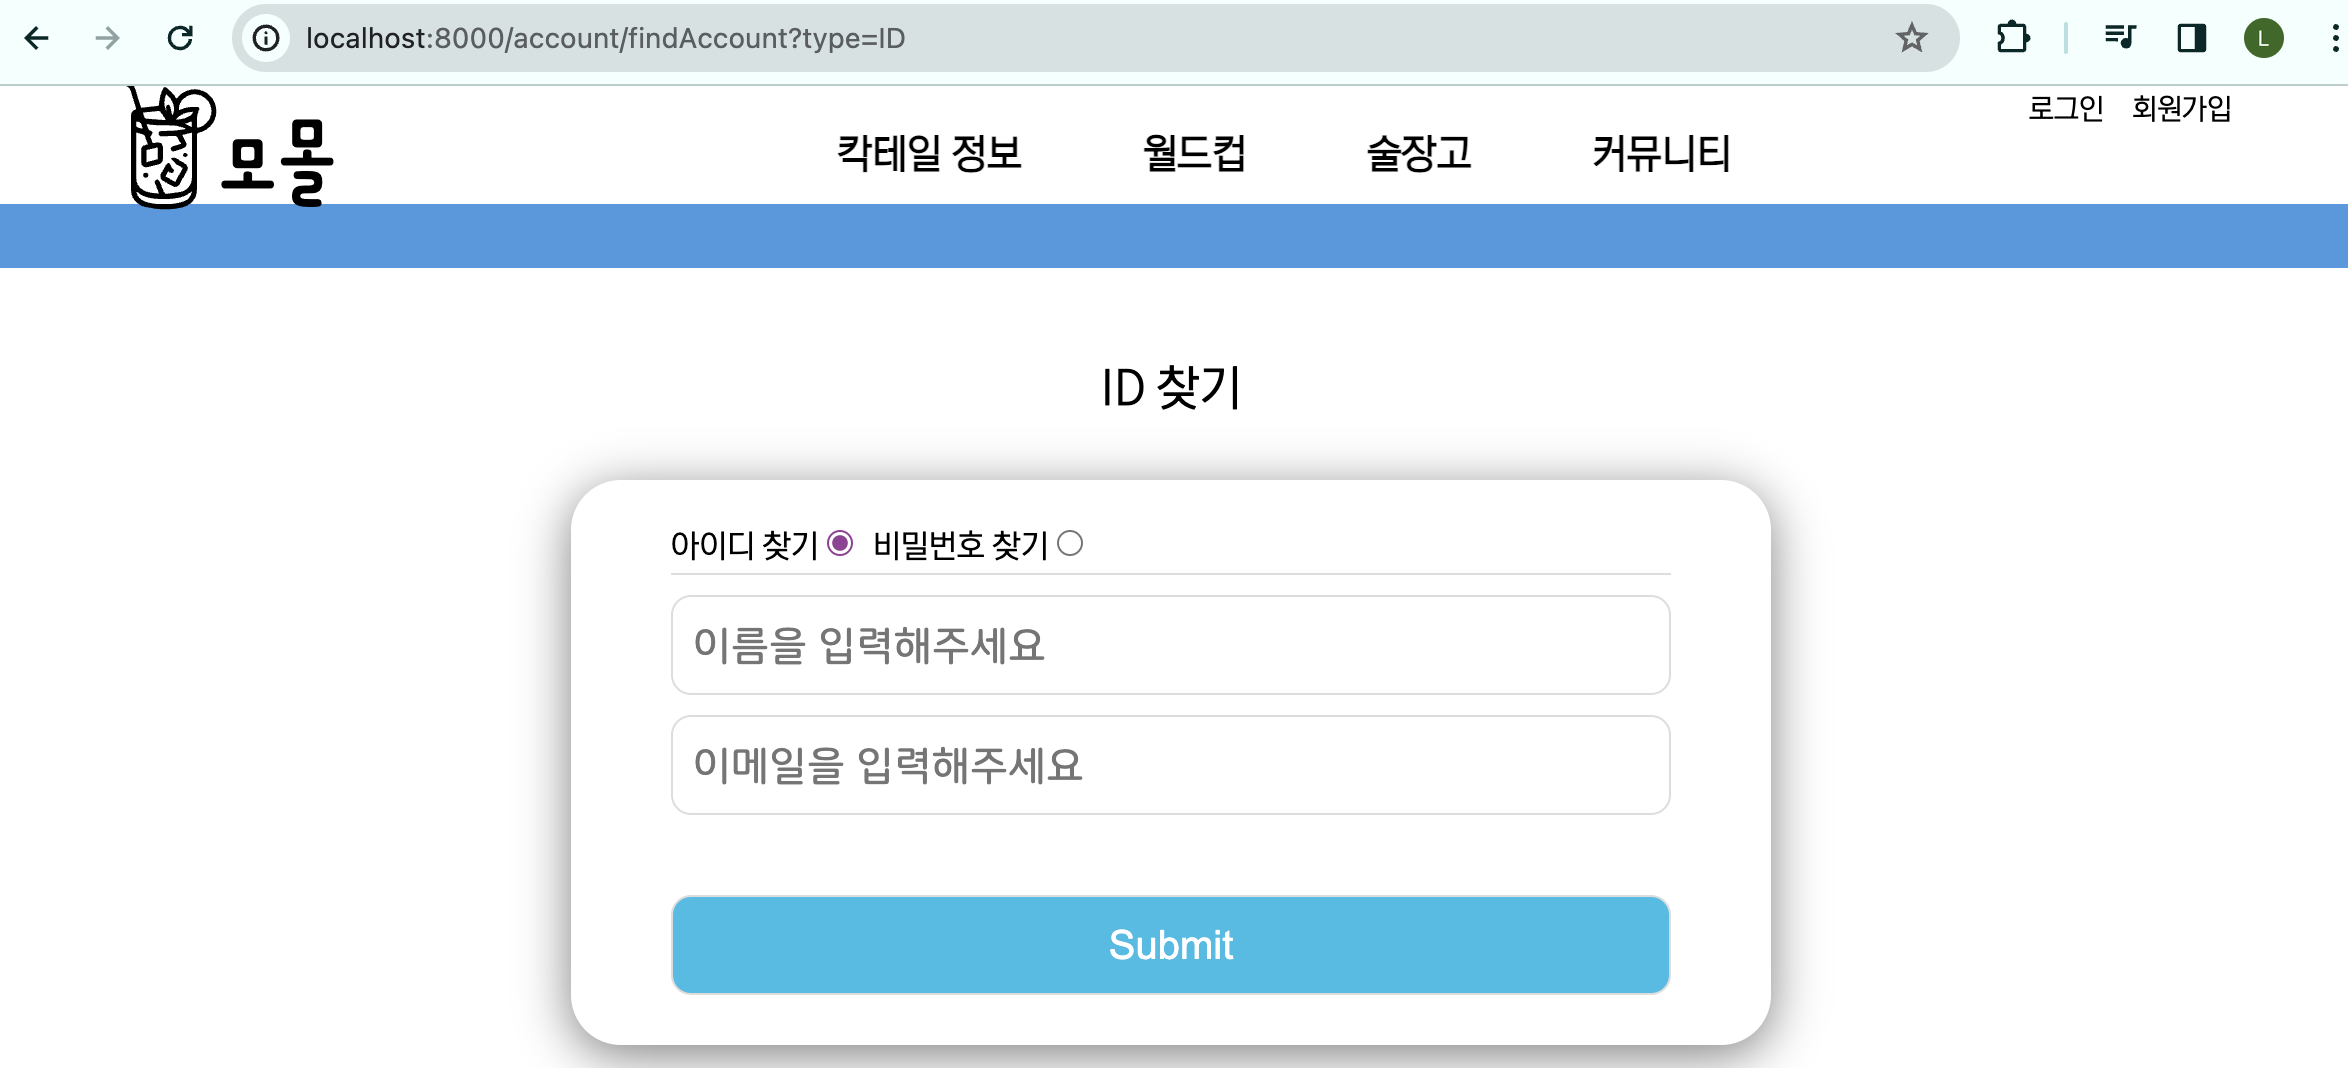 localhost:8000/account/findAccount?type=ID
L
로그인 회원가입
모몰
칵테일 정보 월드컵 술장고 커뮤니티
ID 찾기
아이디 찾기 비밀번호 찾기
이름을 입력해주세요
이메일을 입력해주세요
Submit